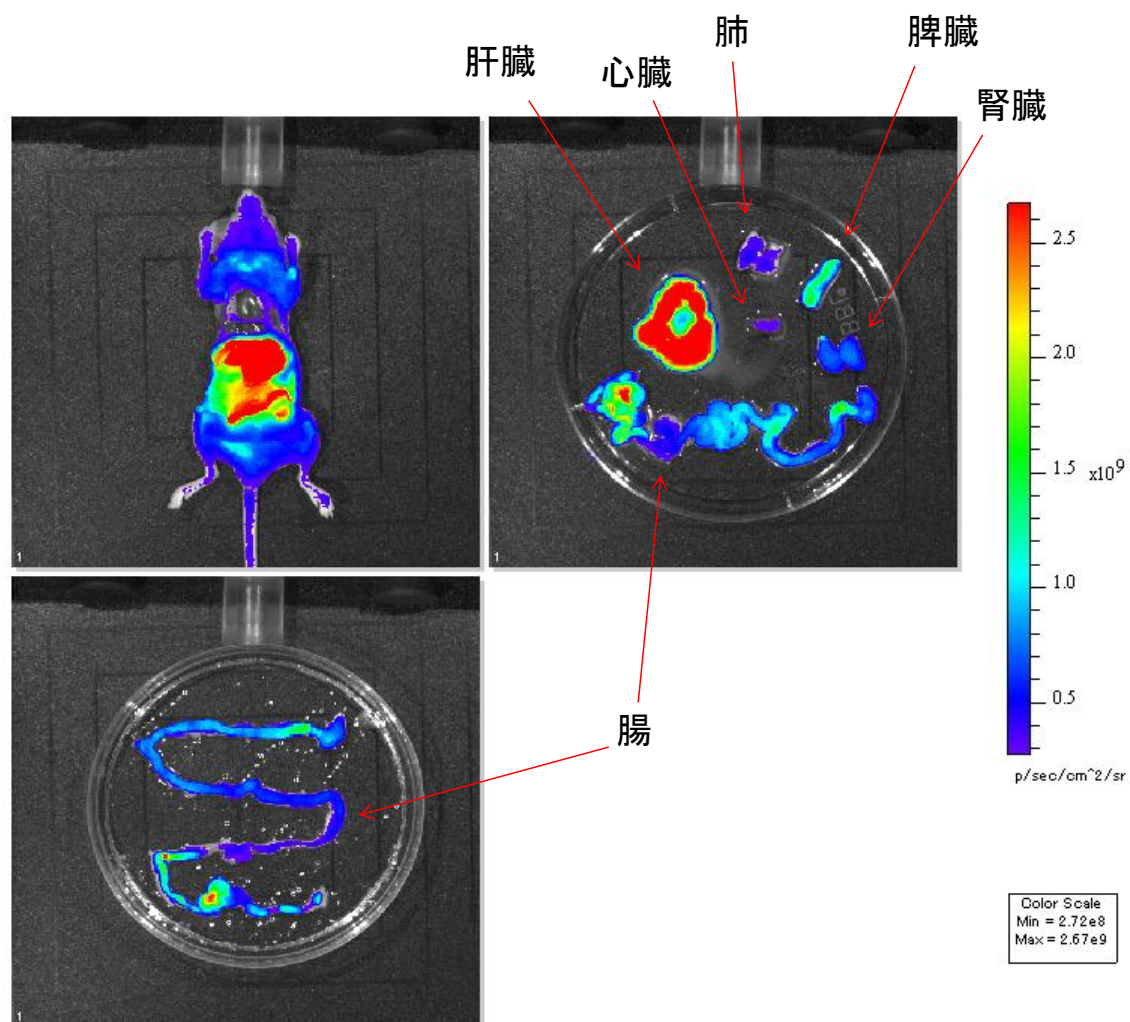 肺
脾臓
肝臓
心臓
腎臓
2.5
2.0
1.5
x10^9
1.0
0.5
p/sec/cm^2/sr
1
1
腸
Color Scale
Min = 2.72e8
Max = 2.67e9
1